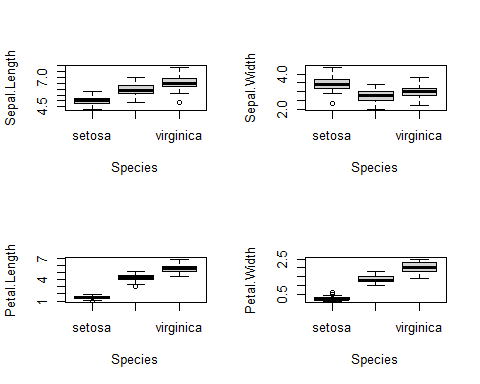 Sepal.Length
7.0
4.5
setosa
virginica
Species
Sepal.Width
4.0
2.0
setosa
virginica
Species
Petal.Length
7
4
1
setosa
virginica
Species
Petal.Width
2.5
0.5
setosa
virginica
Species